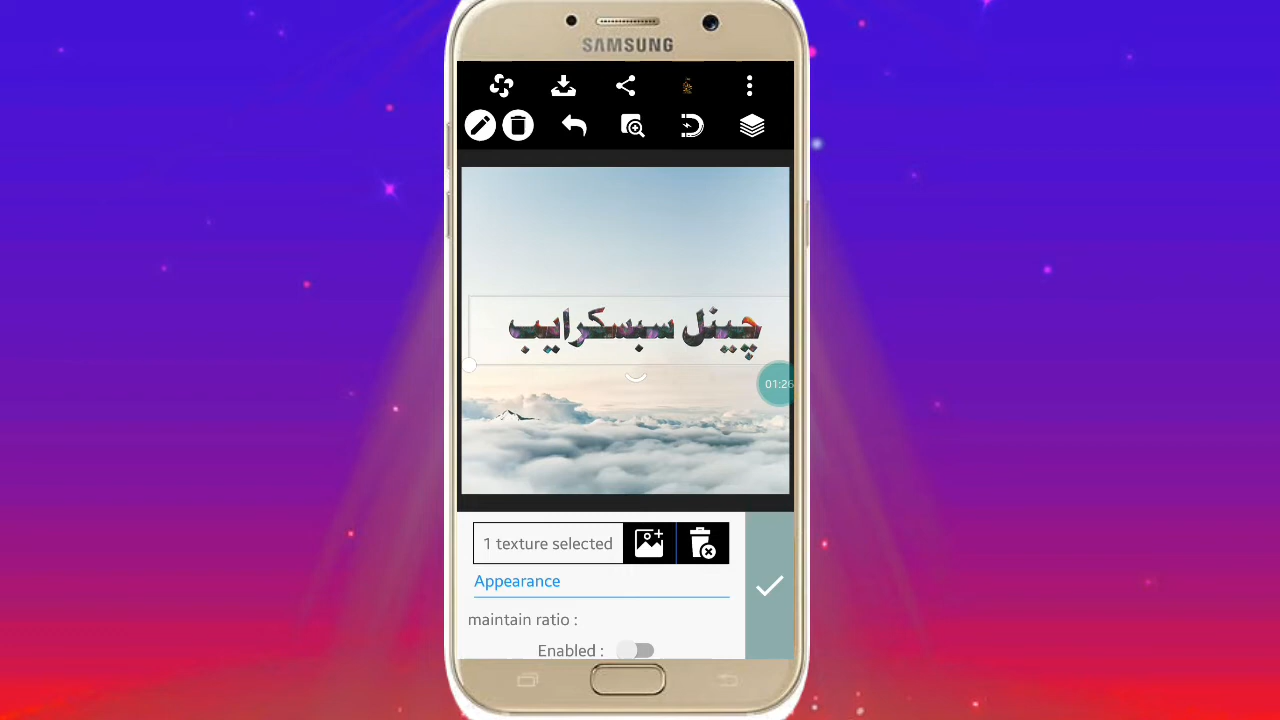 SAMSUNG
چینل سبسکرایب
01:26
1 texture selected
Appearance
maintain ratio :
Enabled :